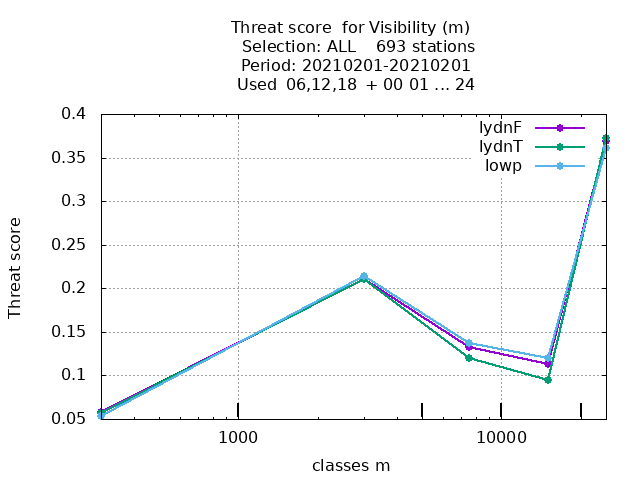 Threat score for Visibility (m)
Selection: ALL 693 stations
Period: 20210201-20210201
Used 06,12,18 + 00 01 ... 24
0.4
lydnF
lydnT
lowp
0.35
0.3
0.25
0.2
0.15
0.1
0.05
Threat score
1000 10000
classes m